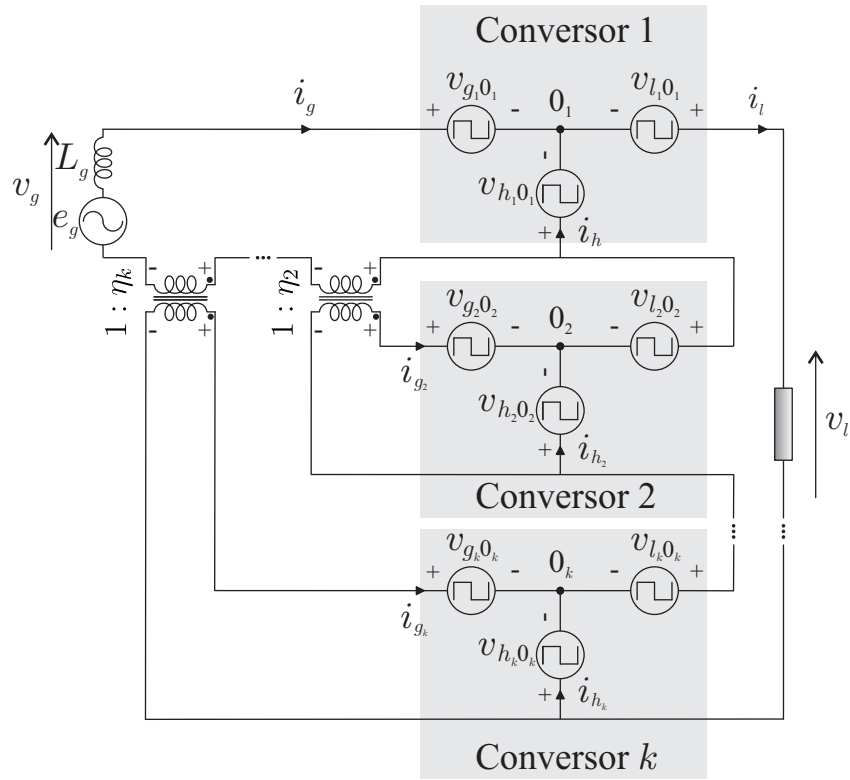 Conversor 1
i_g
v_{g_1 0_1}
0_1
v_{l_1 0_1}
i_l
+ - - +
L_g
v_g
e_g
-
v_{h_1 0_1}
+
i_h
- + ... - +
1 : η_k
1 : η_2
- + - +
v_{g_2 0_2}
0_2
v_{l_2 0_2}
+ - - +
i_{g_2}
-
v_{h_2 0_2}
+
i_{h_2}
v_l
Conversor 2
... ...
v_{g_k 0_k}
0_k
v_{l_k 0_k}
+ - - +
i_{g_k}
-
v_{h_k 0_k}
+
i_{h_k}
Conversor k